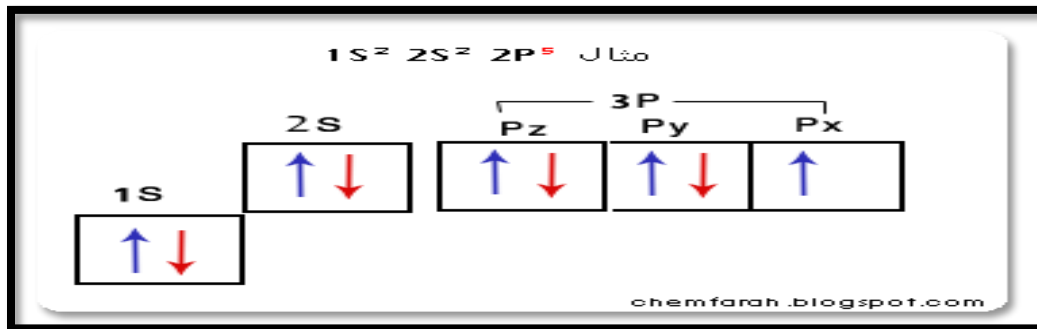 مثال 1S² 2S² 2P⁵
3P
2S Pz Py Px
1S
chemfarah.blogspot.com